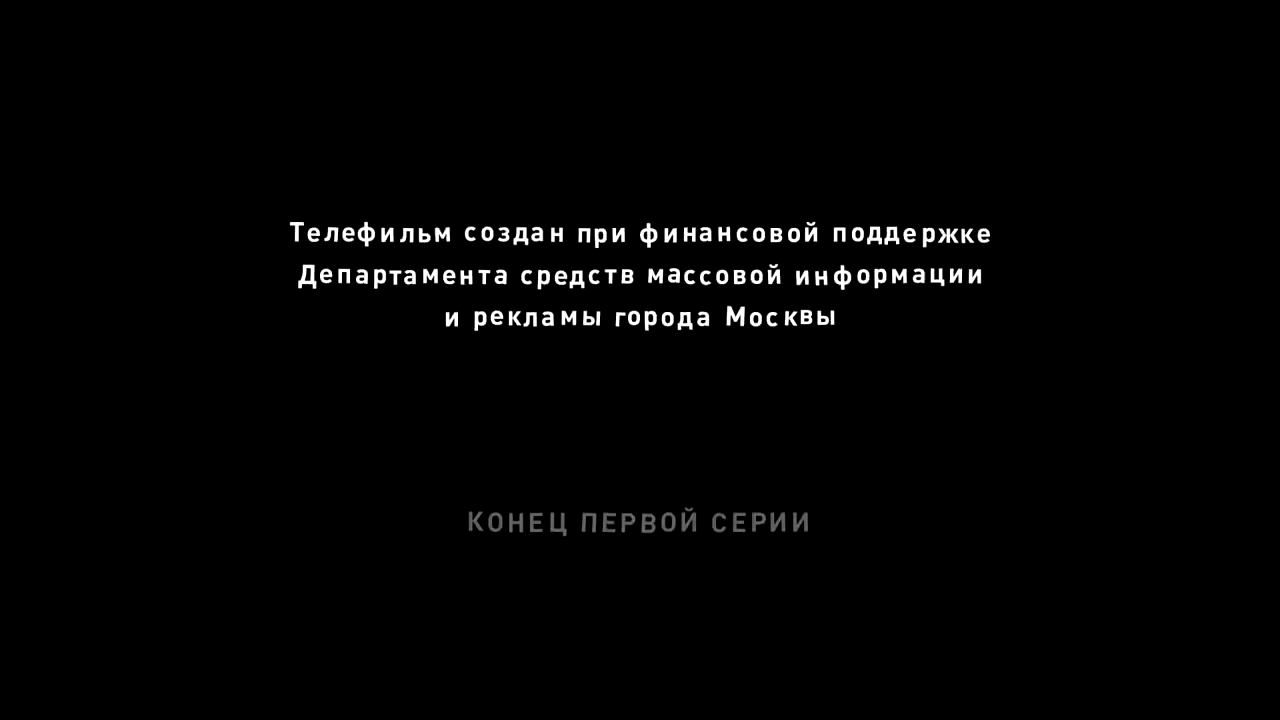 Телефильм создан при финансовой поддержке
Департамента средств массовой информации
и рекламы города Москвы
КОНЕЦ ПЕРВОЙ СЕРИИ